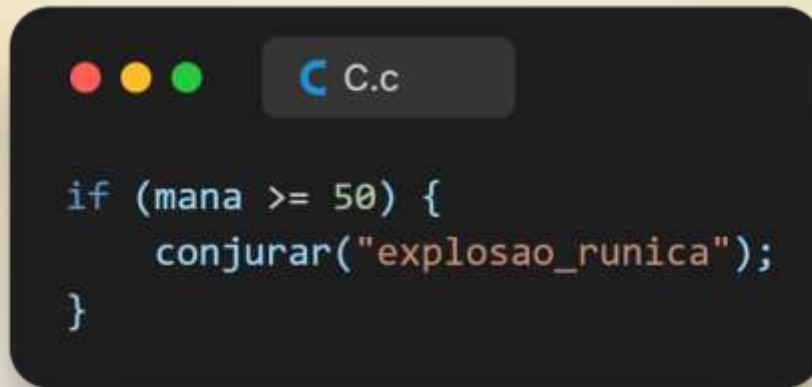 C C.c
if (mana >= 50) {
    conjurar("explosao_runica");
}